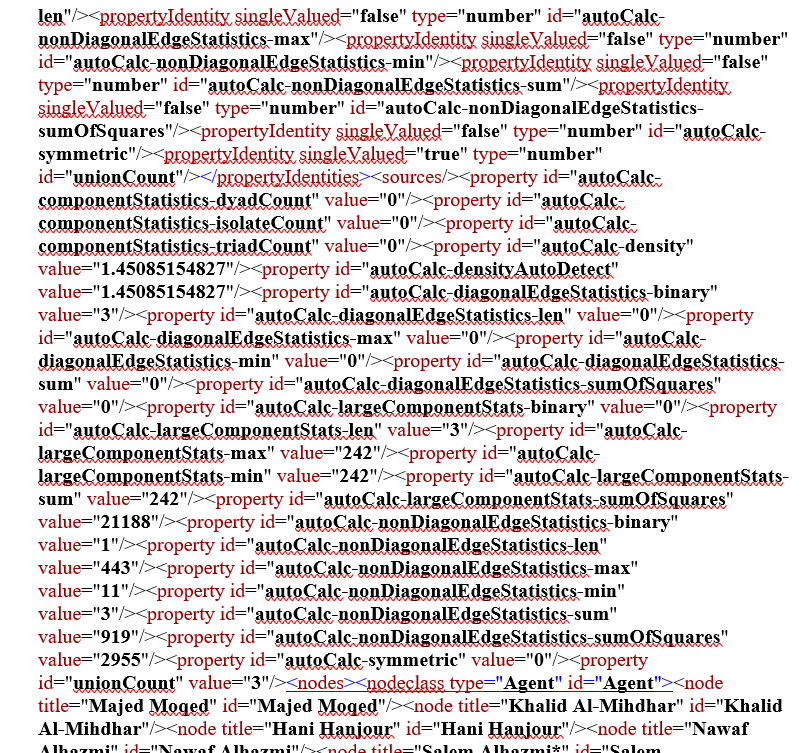 len"/><propertyIdentity singleValued="false" type="number" id="autoCalc-
nonDiagonalEdgeStatistics-max"/><propertyIdentity singleValued="false" type="number"
id="autoCalc-nonDiagonalEdgeStatistics-min"/><propertyIdentity singleValued="false"
type="number" id="autoCalc-nonDiagonalEdgeStatistics-sum"/><propertyIdentity
singleValued="false" type="number" id="autoCalc-nonDiagonalEdgeStatistics-
sumOfSquares"/><propertyIdentity singleValued="false" type="number" id="autoCalc-
symmetric"/><propertyIdentity singleValued="true" type="number"
id="unionCount"/></propertyIdentities><sources/><property id="autoCalc-
componentStatistics-dyadCount" value="0"/><property id="autoCalc-
componentStatistics-isolateCount" value="0"/><property id="autoCalc-
componentStatistics-triadCount" value="0"/><property id="autoCalc-density"
value="1.45085154827"/><property id="autoCalc-densityAutoDetect"
value="1.45085154827"/><property id="autoCalc-diagonalEdgeStatistics-binary"
value="3"/><property id="autoCalc-diagonalEdgeStatistics-len" value="0"/><property
id="autoCalc-diagonalEdgeStatistics-max" value="0"/><property id="autoCalc-
diagonalEdgeStatistics-min" value="0"/><property id="autoCalc-diagonalEdgeStatistics-
sum" value="0"/><property id="autoCalc-diagonalEdgeStatistics-sumOfSquares"
value="0"/><property id="autoCalc-largeComponentStats-binary" value="0"/><property
id="autoCalc-largeComponentStats-len" value="3"/><property id="autoCalc-
largeComponentStats-max" value="242"/><property id="autoCalc-
largeComponentStats-min" value="242"/><property id="autoCalc-largeComponentStats-
sum" value="242"/><property id="autoCalc-largeComponentStats-sumOfSquares"
value="21188"/><property id="autoCalc-nonDiagonalEdgeStatistics-binary"
value="1"/><property id="autoCalc-nonDiagonalEdgeStatistics-len"
value="443"/><property id="autoCalc-nonDiagonalEdgeStatistics-max"
value="11"/><property id="autoCalc-nonDiagonalEdgeStatistics-min"
value="3"/><property id="autoCalc-nonDiagonalEdgeStatistics-sum"
value="919"/><property id="autoCalc-nonDiagonalEdgeStatistics-sumOfSquares"
value="2955"/><property id="autoCalc-symmetric" value="0"/><property
id="unionCount" value="3"/><nodes><nodeclass type="Agent" id="Agent"><node
title="Majed Moqed" id="Majed Moqed"/><node title="Khalid Al-Mihdhar" id="Khalid
Al-Mihdhar"/><node title="Hani Hanjour" id="Hani Hanjour"/><node title="Nawaf
Alhazmi" id="Nawaf Alhazmi"/><node title="Salem Alhazmi*" id="Salem